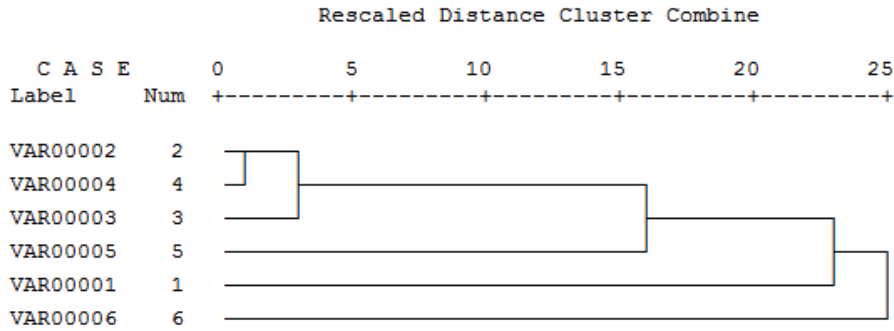 Rescaled Distance Cluster Combine
C A S E 0 5 10 15 20 25
Label Num +---------+---------+---------+---------+---------+
VAR00002 2
VAR00004 4
VAR00003 3
VAR00005 5
VAR00001 1
VAR00006 6